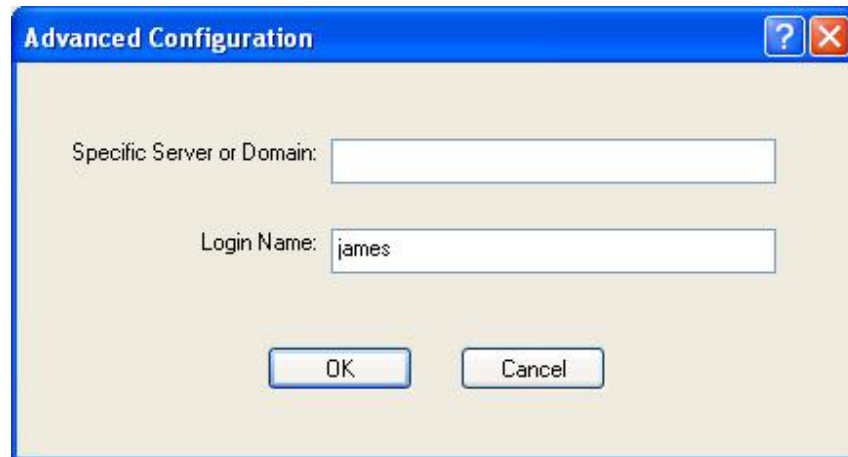 Advanced Configuration
?
Specific Server or Domain:
Login Name: james
OK Cancel